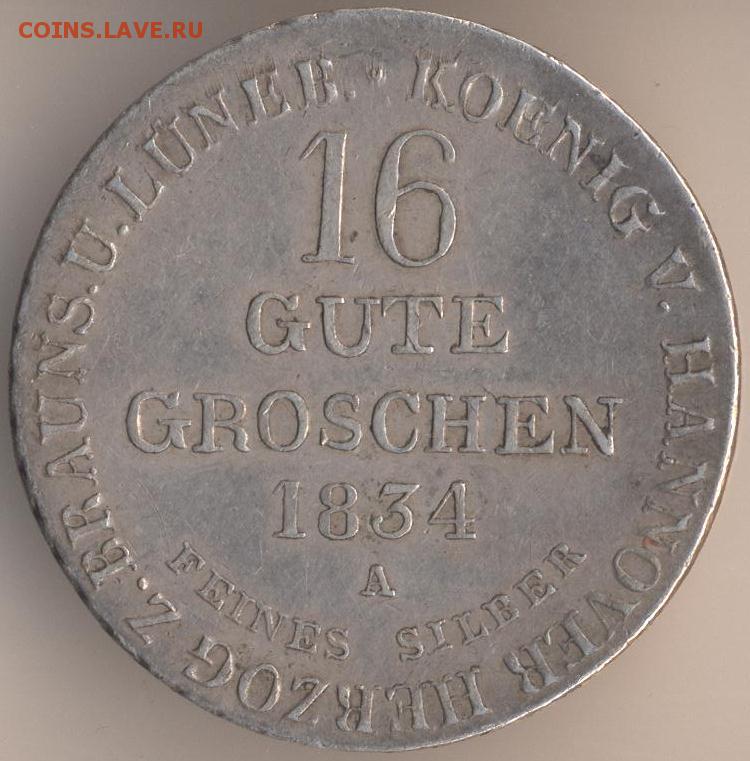 COINS.LAVE.RU
KOENIG V. HANNOVER HERZOG Z. BRAUNS. U. LÜNEB. •
16
GUTE
GROSCHEN
1834
A
FEINES SILBER